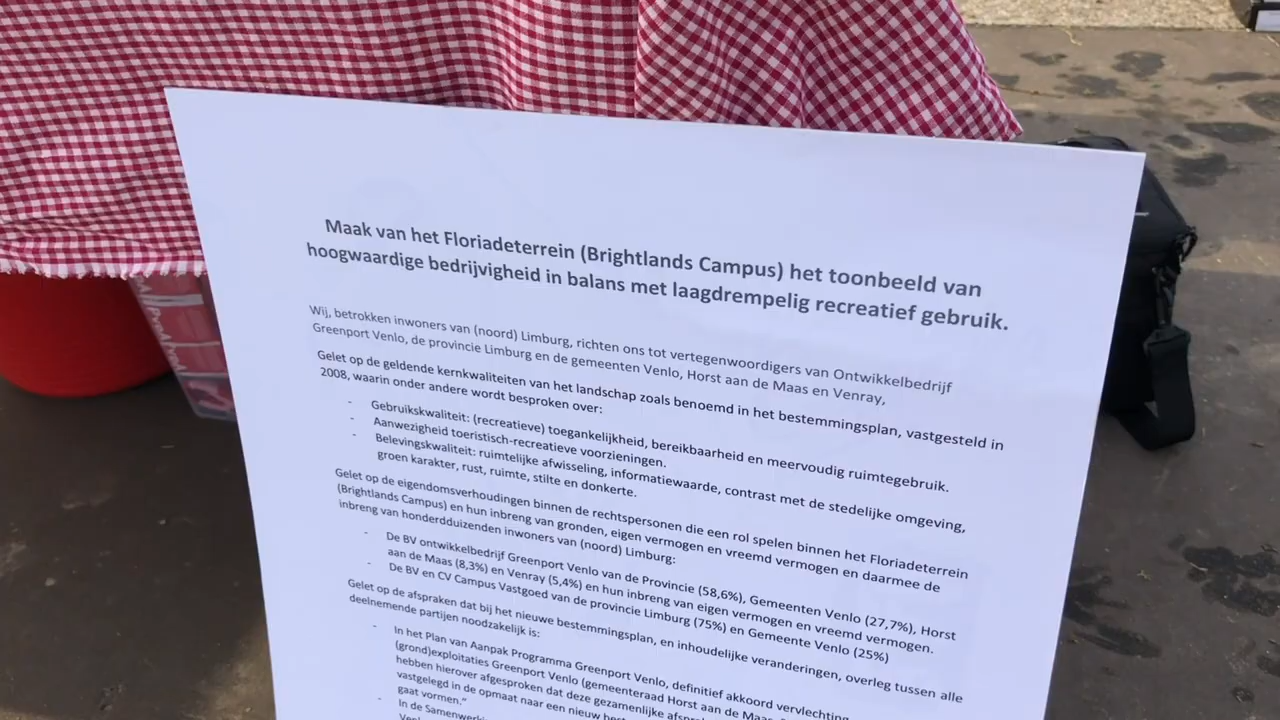 Maak van het Floriadeterrein (Brightlands Campus) het toonbeeld van
hoogwaardige bedrijvigheid in balans met laagdrempelig recreatief gebruik.
Wij, betrokken inwoners van (noord) Limburg, richten ons tot vertegenwoordigers van Ontwikkelbedrijf
Greenport Venlo, de provincie Limburg en de gemeenten Venlo, Horst aan de Maas en Venray,
Gelet op de geldende kernkwaliteiten van het landschap zoals benoemd in het bestemmingsplan, vastgesteld in
2008, waarin onder andere wordt besproken over:
- Gebruikskwaliteit: (recreatieve) toegankelijkheid, bereikbaarheid en meervoudig ruimtegebruik.
- Aanwezigheid toeristisch-recreatieve voorzieningen.
- Belevingskwaliteit: ruimtelijke afwisseling, informatiewaarde, contrast met de stedelijke omgeving,
groen karakter, rust, ruimte, stilte en donkerte.
Gelet op de eigendomsverhoudingen binnen de rechtspersonen die een rol spelen binnen het Floriadeterrein
(Brightlands Campus) en hun inbreng van gronden, eigen vermogen en vreemd vermogen en daarmee de
inbreng van honderdduizenden inwoners van (noord) Limburg:
- De BV ontwikkelbedrijf Greenport Venlo van de Provincie (58,6%), Gemeenten Venlo (27,7%), Horst
aan de Maas (8,3%) en Venray (5,4%) en hun inbreng van eigen vermogen en vreemd vermogen.
- De BV en CV Campus Vastgoed van de provincie Limburg (75%) en Gemeente Venlo (25%)
Gelet op de afspraken dat bij het nieuwe bestemmingsplan, en inhoudelijke veranderingen, overleg tussen alle
deelnemende partijen noodzakelijk is:
- In het Plan van Aanpak Programma Greenport Venlo, definitief akkoord vervlechting
(grond)exploitaties Greenport Venlo (gemeenteraad Horst aan de Maas
hebben hierover afgesproken dat deze gezamenlijke
vastgelegd in de opmaat naar een nieuw
gaat vormen."
- In de